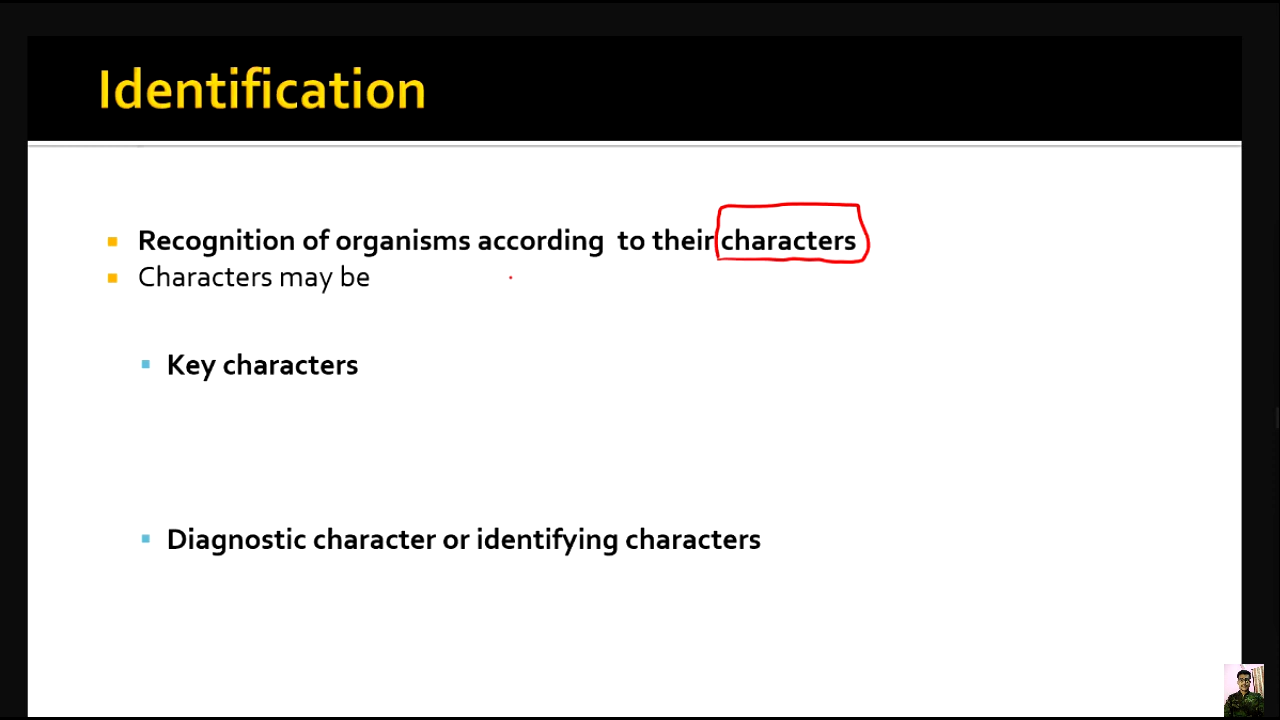 Identification
Recognition of organisms according to their characters
Characters may be
Key characters
Diagnostic character or identifying characters